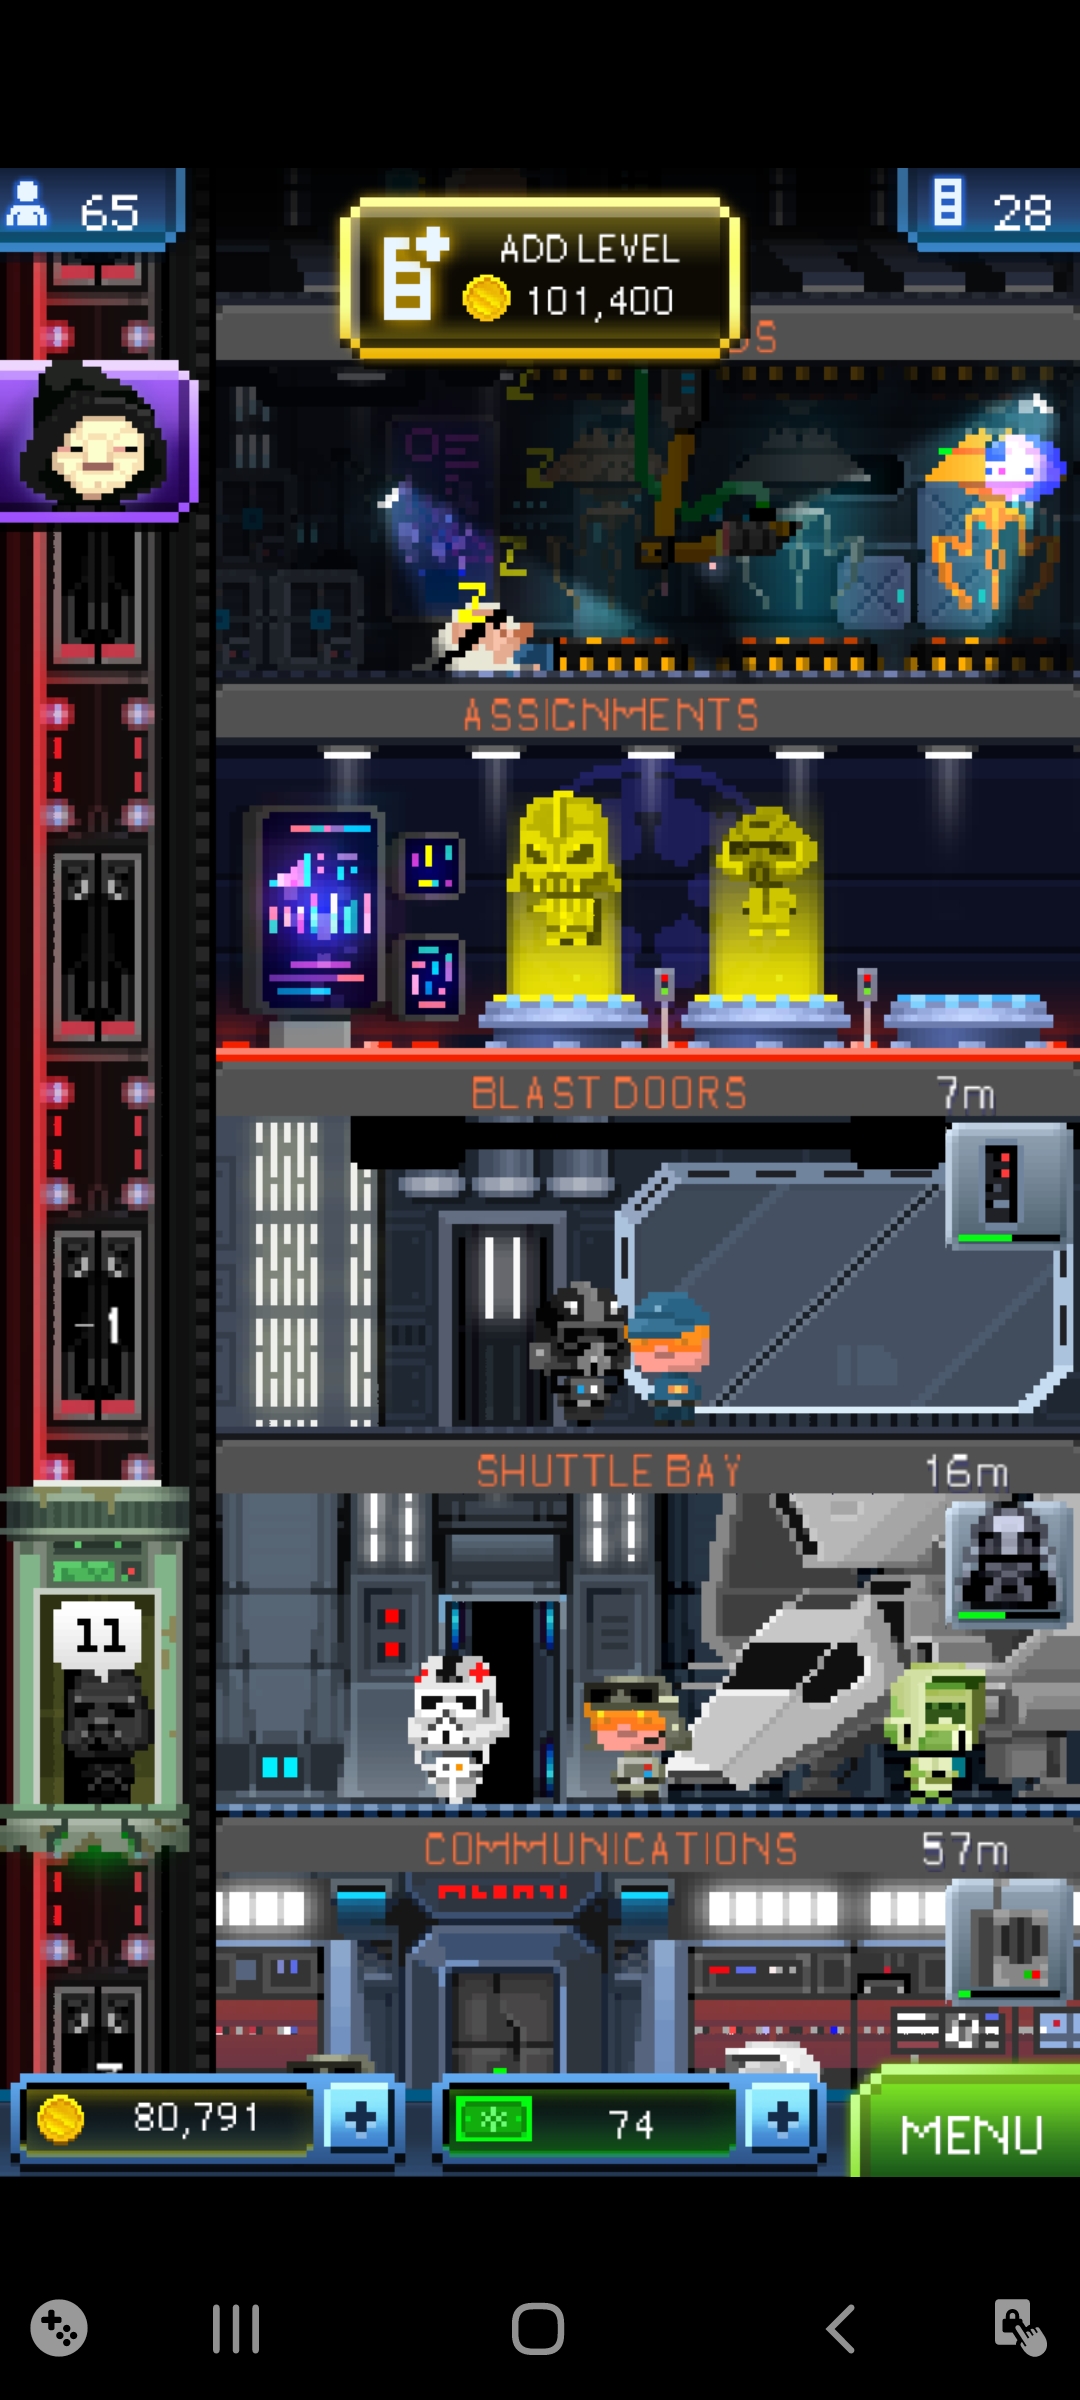 65
ADD LEVEL
101,400
28
ASSIGNMENTS
BLAST DOORS 7m
-1
SHUTTLE BAY 16m
11
COMMUNICATIONS 57m
80,791
74
MENU